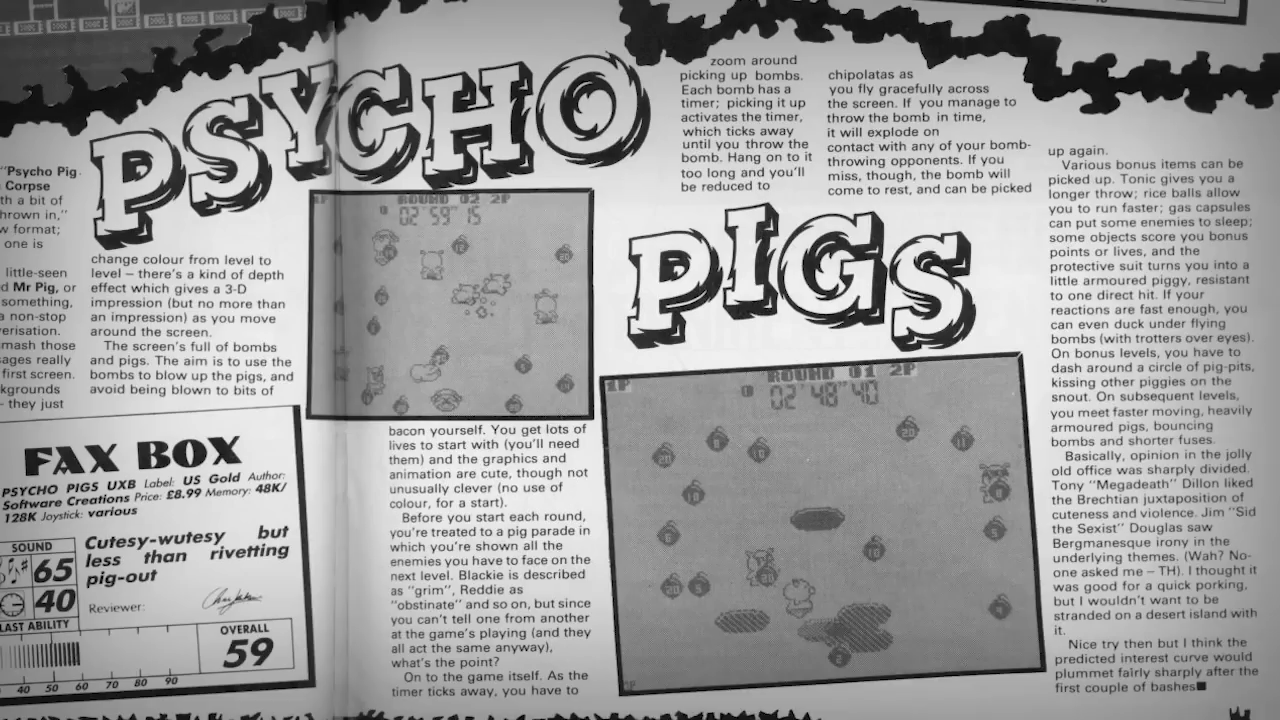 PSYCHO
PIGS
"Psycho Pig
Corpse
th a bit of
hrown in,"
w format;
one is
little-seen
d Mr Pig, or
something,
a non-stop
verisation.
mash those
sages really
first screen.
kgrounds
– they just
change colour from level to
level – there's a kind of depth
effect which gives a 3-D
impression (but no more than
an impression) as you move
around the screen.
The screen's full of bombs
and pigs. The aim is to use the
bombs to blow up the pigs, and
avoid being blown to bits of
FAX BOX
PSYCHO PIGS UXB Label: US Gold Author:
Software Creations Price: £8.99 Memory: 48K/
128K Joystick: various
SOUND
65
40
LAST ABILITY
Cutesy-wutesy but
less than rivetting
pig-out
Reviewer:
OVERALL
59
40 50 60 70 80 90
1P
ROUND 02 2P
02'59"15
bacon yourself. You get lots of
lives to start with (you'll need
them) and the graphics and
animation are cute, though not
unusually clever (no use of
colour, for a start).
Before you start each round,
you're treated to a pig parade in
which you're shown all the
enemies you have to face on the
next level. Blackie is described
as "grim", Reddie as
"obstinate" and so on, but since
you can't tell one from another
at the game's playing (and they
all act the same anyway),
what's the point?
On to the game itself. As the
timer ticks away, you have to
zoom around
picking up bombs.
Each bomb has a
timer; picking it up
activates the timer,
which ticks away
until you throw the
bomb. Hang on to it
too long and you'll
be reduced to
chipolatas as
you fly gracefully across
the screen. If you manage to
throw the bomb in time,
it will explode on
contact with any of your bomb-
throwing opponents. If you
miss, though, the bomb will
come to rest, and can be picked
1P
ROUND 01 2P
02'48"40
up again.
Various bonus items can be
picked up. Tonic gives you a
longer throw; rice balls allow
you to run faster; gas capsules
can put some enemies to sleep;
some objects score you bonus
points or lives, and the
protective suit turns you into a
little armoured piggy, resistant
to one direct hit. If your
reactions are fast enough, you
can even duck under flying
bombs (with trotters over eyes).
On bonus levels, you have to
dash around a circle of pig-pits,
kissing other piggies on the
snout. On subsequent levels,
you meet faster moving, heavily
armoured pigs, bouncing
bombs and shorter fuses.
Basically, opinion in the jolly
old office was sharply divided.
Tony "Megadeath" Dillon liked
the Brechtian juxtaposition of
cuteness and violence. Jim "Sid
the Sexist" Douglas saw
Bergmanesque irony in the
underlying themes. (Wah? No-
one asked me – TH). I thought it
was good for a quick porking,
but I wouldn't want to be
stranded on a desert island with
it.
Nice try then but I think the
predicted interest curve would
plummet fairly sharply after the
first couple of bashes■